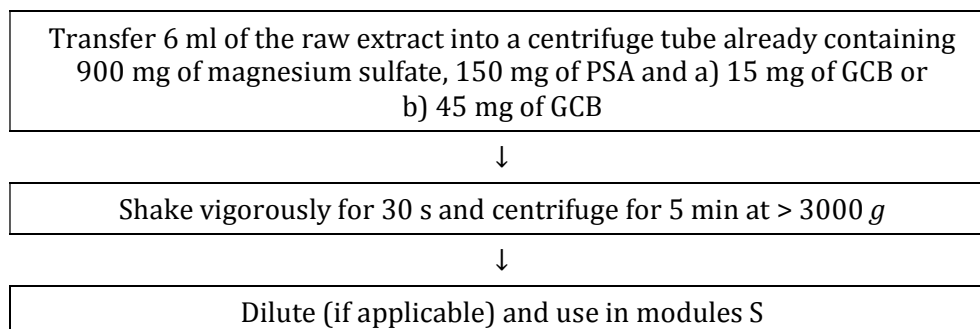 Transfer 6 ml of the raw extract into a centrifuge tube already containing
900 mg of magnesium sulfate, 150 mg of PSA and a) 15 mg of GCB or
b) 45 mg of GCB
↓
Shake vigorously for 30 s and centrifuge for 5 min at > 3000 g
↓
Dilute (if applicable) and use in modules S